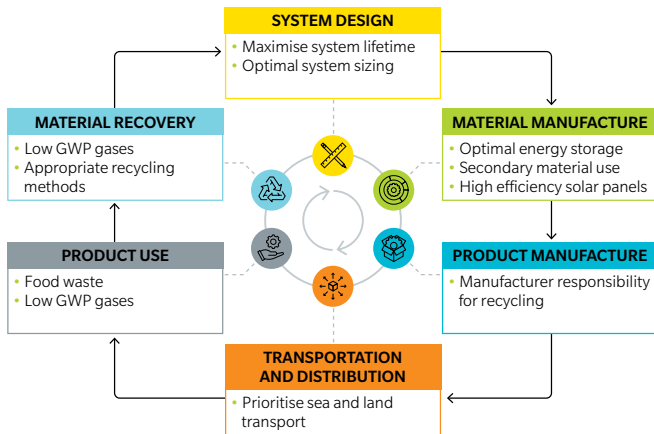 SYSTEM DESIGN
• Maximise system lifetime
• Optimal system sizing
MATERIAL MANUFACTURE
• Optimal energy storage
• Secondary material use
• High efficiency solar panels
PRODUCT MANUFACTURE
• Manufacturer responsibility
for recycling
TRANSPORTATION
AND DISTRIBUTION
• Prioritise sea and land
transport
PRODUCT USE
• Food waste
• Low GWP gases
MATERIAL RECOVERY
• Low GWP gases
• Appropriate recycling
methods